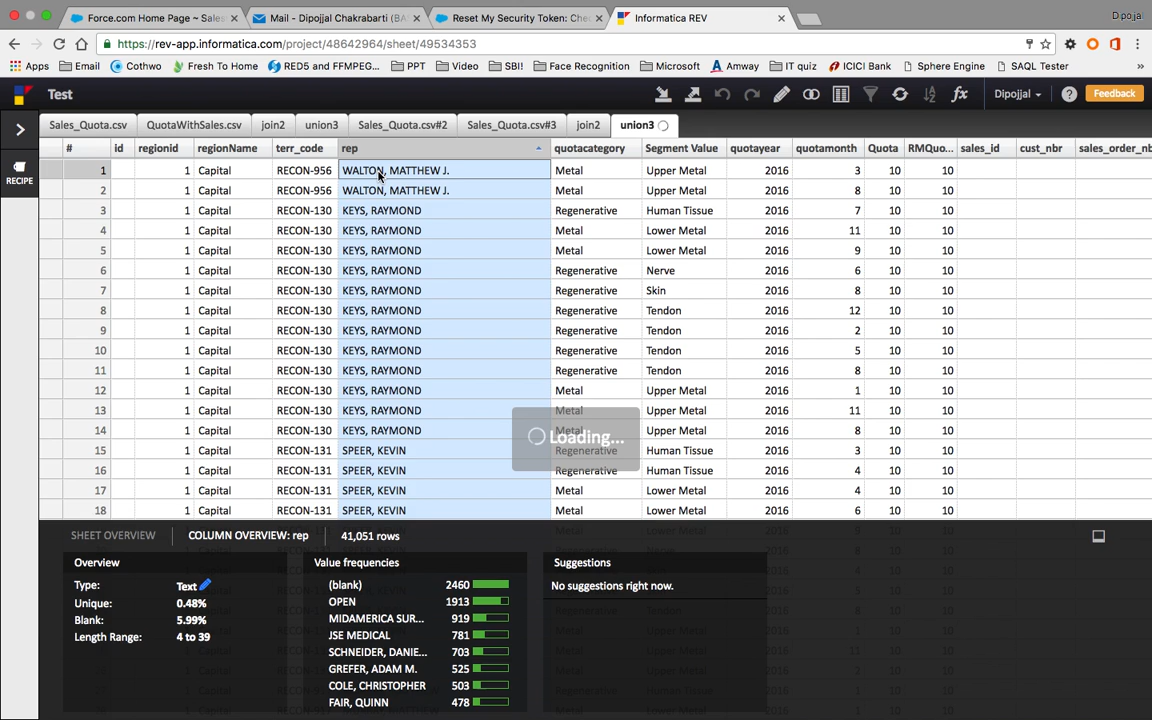 Force.com Home Page ~ Sales
Mail - Dipojjal Chakrabarti (BA
Reset My Security Token: Che
Informatica REV
Dipojjal
https://rev-app.informatica.com/project/48642964/sheet/49534353
Apps Email Cothwo Fresh To Home RED5 and FFMPEG... PPT Video SBI! Face Recognition Microsoft Amway IT quiz ICICI Bank Sphere Engine SAQL Tester »
Test
fx Dipojjal ? Feedback
Sales_Quota.csv QuotaWithSales.csv join2 union3 Sales_Quota.csv#2 Sales_Quota.csv#3 join2 union3
RECIPE
# id regionid regionName terr_code rep quotacategory Segment Value quotayear quotamonth Quota RMQuo... sales_id cust_nbr sales_order_nb
1 1 Capital RECON-956 WALTON, MATTHEW J. Metal Upper Metal 2016 3 10 10
2 1 Capital RECON-956 WALTON, MATTHEW J. Metal Upper Metal 2016 8 10 10
3 1 Capital RECON-130 KEYS, RAYMOND Regenerative Human Tissue 2016 7 10 10
4 1 Capital RECON-130 KEYS, RAYMOND Metal Lower Metal 2016 11 10 10
5 1 Capital RECON-130 KEYS, RAYMOND Metal Lower Metal 2016 9 10 10
6 1 Capital RECON-130 KEYS, RAYMOND Regenerative Nerve 2016 6 10 10
7 1 Capital RECON-130 KEYS, RAYMOND Regenerative Skin 2016 8 10 10
8 1 Capital RECON-130 KEYS, RAYMOND Regenerative Tendon 2016 12 10 10
9 1 Capital RECON-130 KEYS, RAYMOND Regenerative Tendon 2016 2 10 10
10 1 Capital RECON-130 KEYS, RAYMOND Regenerative Tendon 2016 5 10 10
11 1 Capital RECON-130 KEYS, RAYMOND Regenerative Tendon 2016 8 10 10
12 1 Capital RECON-130 KEYS, RAYMOND Metal Upper Metal 2016 1 10 10
13 1 Capital RECON-130 KEYS, RAYMOND Metal Upper Metal 2016 11 10 10
14 1 Capital RECON-130 KEYS, RAYMOND Metal Upper Metal 2016 8 10 10
Loading...
15 1 Capital RECON-131 SPEER, KEVIN Regenerative Human Tissue 2016 3 10 10
16 1 Capital RECON-131 SPEER, KEVIN Regenerative Human Tissue 2016 4 10 10
17 1 Capital RECON-131 SPEER, KEVIN Metal Lower Metal 2016 4 10 10
18 1 Capital RECON-131 SPEER, KEVIN Metal Lower Metal 2016 6 10 10
SHEET OVERVIEW COLUMN OVERVIEW: rep 41,051 rows
Overview Value frequencies Suggestions
Type: Text (blank) 2460 No suggestions right now.
Unique: 0.48% OPEN 1913
Blank: 5.99% MIDAMERICA SUR... 919
Length Range: 4 to 39 JSE MEDICAL 781
SCHNEIDER, DANIE... 703
GREFER, ADAM M. 525
COLE, CHRISTOPHER 503
FAIR, QUINN 478